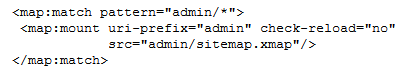 <map:match pattern="admin/*">
<map:mount uri-prefix="admin" check-reload="no"
src="admin/sitemap.xmap"/>
</map:match>